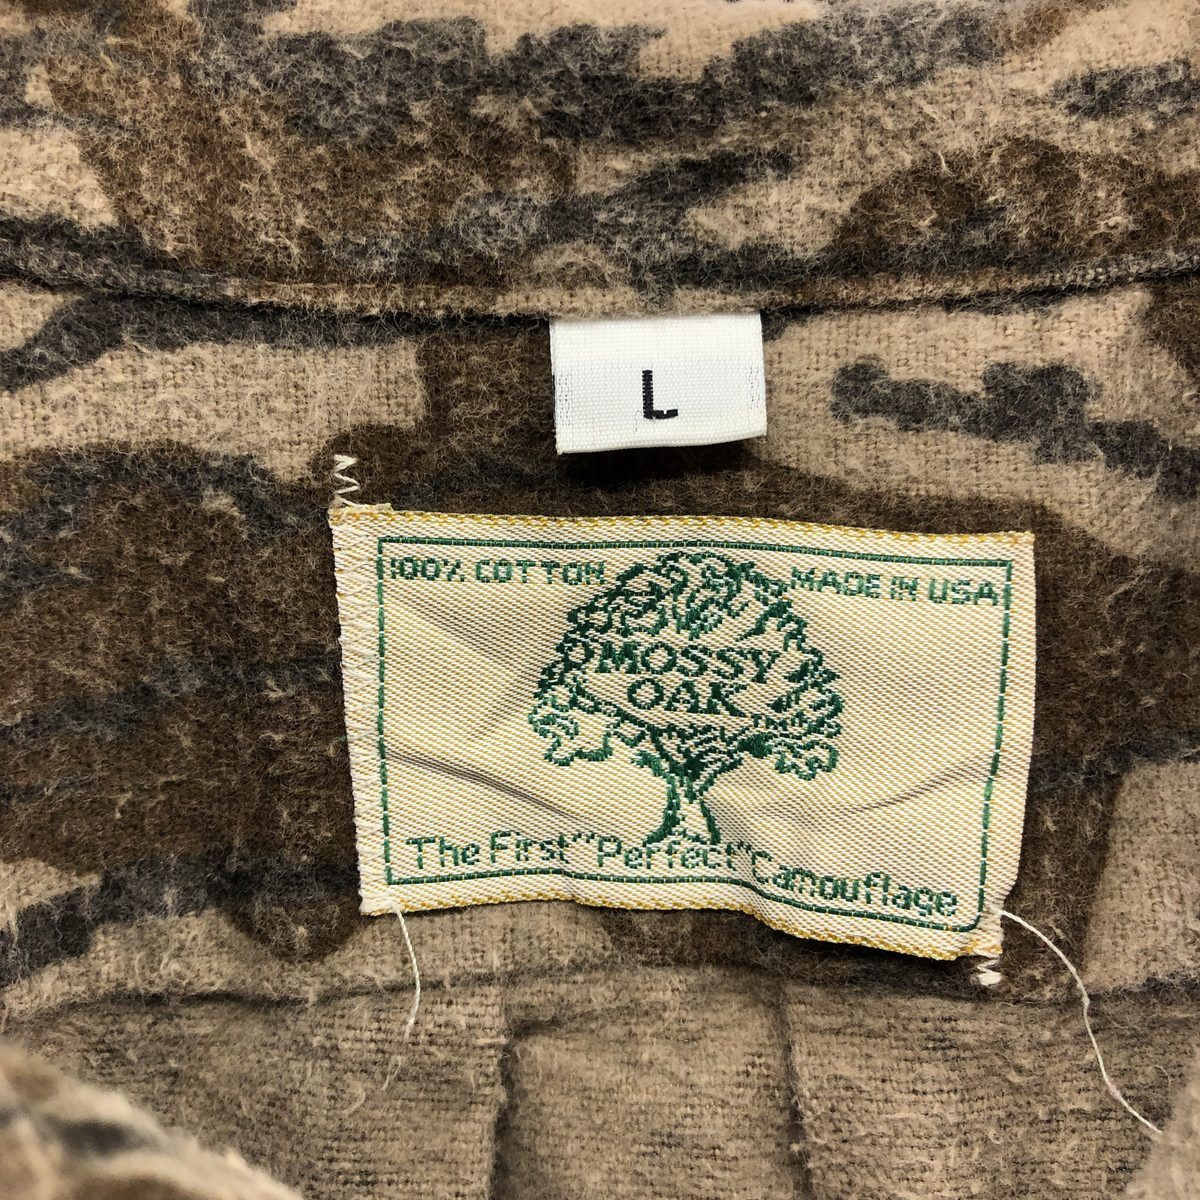 L
100% COTTON MADE IN USA
MOSSY
OAK
The First "Perfect" Camouflage